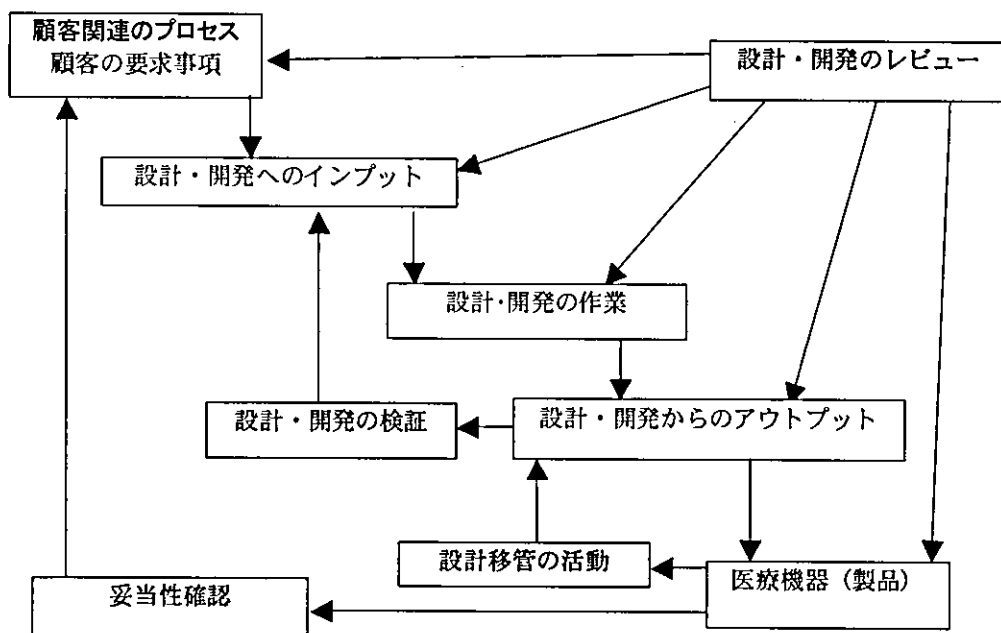 顧客関連のプロセス
顧客の要求事項
設計・開発のレビュー
設計・開発へのインプット
設計・開発の作業
設計・開発の検証
設計・開発からのアウトプット
設計移管の活動
医療機器（製品）
妥当性確認